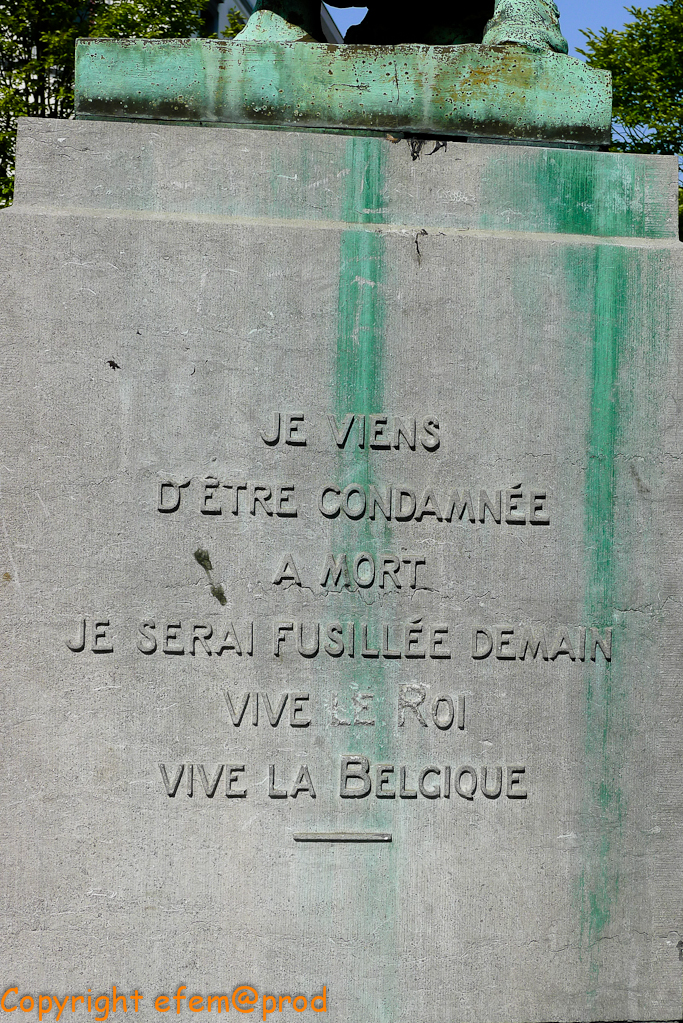 JE VIENS
D'ÊTRE CONDAMNÉE
A MORT
JE SERAI FUSILLÉE DEMAIN
VIVE LE ROI
VIVE LA BELGIQUE
Copyright efem@prod